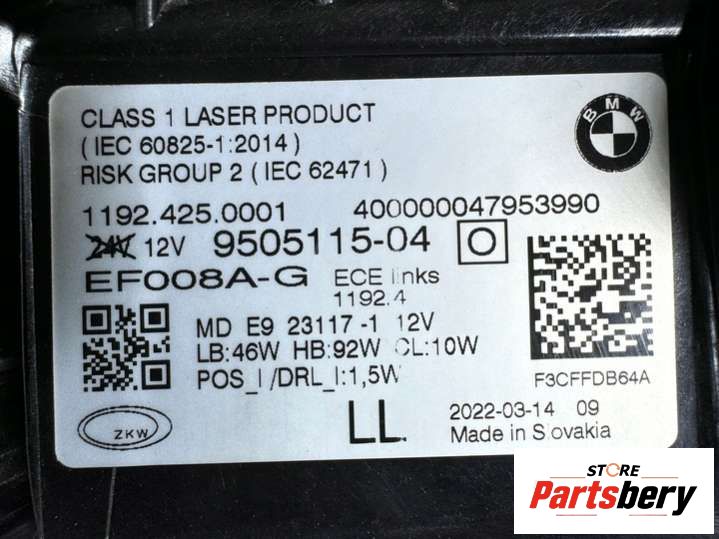 CLASS 1 LASER PRODUCT
( IEC 60825-1:2014 )
RISK GROUP 2 ( IEC 62471 )
BMW
1192.425.0001 400000047953990
24V 12V 9505115-04 O
EF008A-G ECE links
1192.4
MD E9 23117 -1 12V
LB:46W HB:92W CL:10W
POS_I /DRL_I:1,5W
F3CFFDB64A
ZKW
LL
2022-03-14 09
Made in Slovakia
STORE
Partsbery